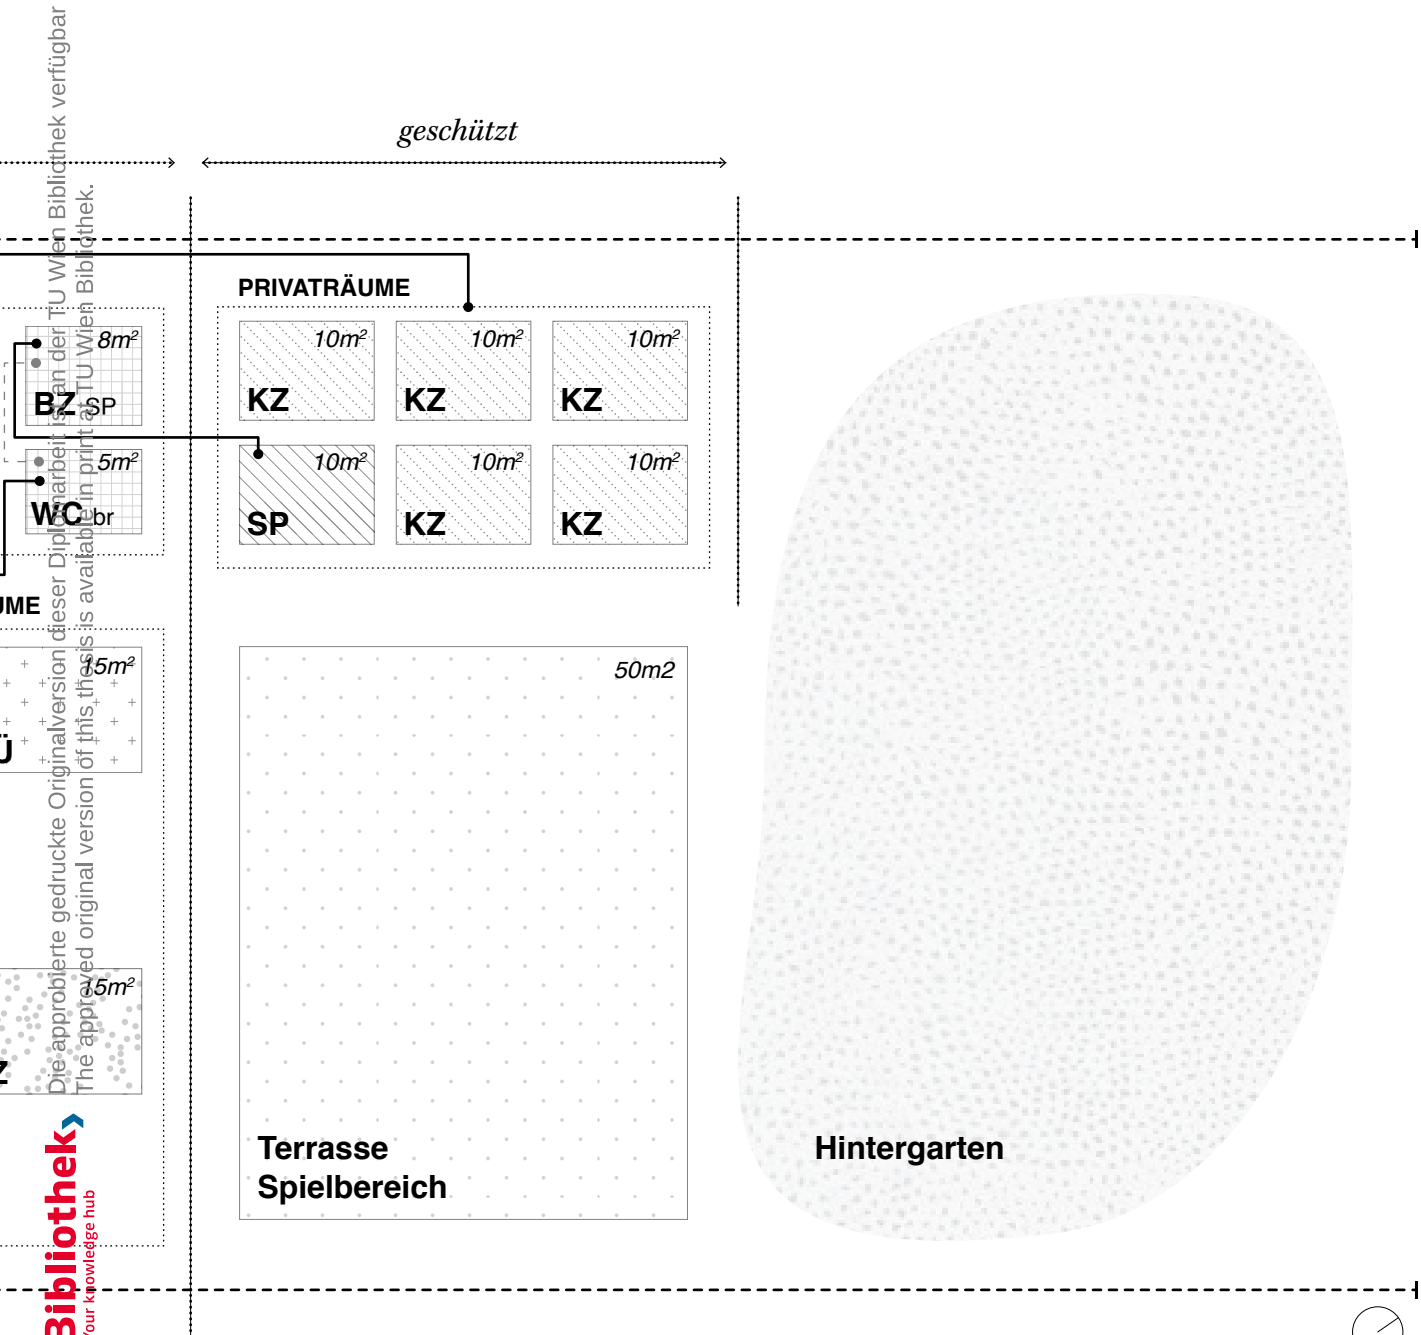 geschützt
PRIVATRÄUME
10m²
KZ
10m²
KZ
10m²
KZ
10m²
SP
10m²
KZ
10m²
KZ
8m²
BZ SP
5m²
WC br
UME
15m²
Ü
15m²
Z
50m2
Terrasse
Spielbereich
Hintergarten
Die approbierte gedruckte Originalversion dieser Diplomarbeit ist an der TU Wien Bibliothek verfügbar
The approved original version of this thesis is available in print at TU Wien Bibliothek.
Bibliothek
Your knowledge hub